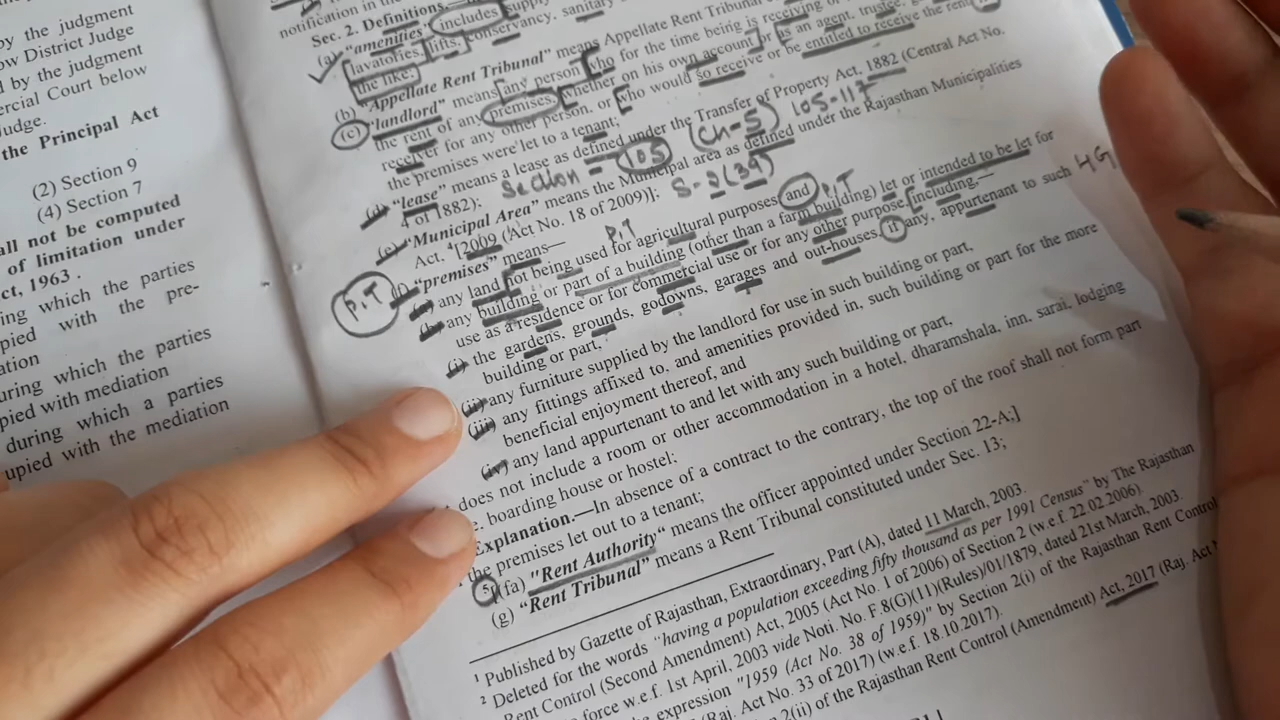 by the judgment
ow District Judge
d by the judgment
ercial Court below
udge.
the Principal Act
(2) Section 9
(4) Section 7
all not be computed
of limitation under
ct, 1963 .
ing which the parties
pied with the pre-
ation
uring which the parties
pied with mediation
during which a parties
upied with the mediation
notification in the
Sec. 2. Definitions.—
(a) "amenities" includes supply
lavatories, lifts, conservancy, sanitary
the like;
(b) "Appellate Rent Tribunal" means Appellate Rent Tribunal
(c) "landlord" means any person who for the time being is receiving or
the rent of any premises, whether on his own account or as an agent, trustee,
receiver for any other person, or who would so receive or be entitled to receive the rent
the premises were let to a tenant;
(d) "lease" means a lease as defined under the Transfer of Property Act, 1882 (Central Act No.
4 of 1882);
Section = 105 (Ch-5) 105-117
(e) "Municipal Area" means the Municipal area as defined under the Rajasthan Municipalities
Act. ⁴[2009 (Act No. 18 of 2009)];
S-2(39)
P.T
(f) "premises" means—
P.T
any land not being used for agricultural purposes and
P.T
any building or part of a building (other than a farm building) let or intended to be let for
use as a residence or for commercial use or for any other purpose, including,—
(i) the gardens, grounds, godowns, garages and out-houses, if any, appurtenant to such
4G
building or part,
(ii) any furniture supplied by the landlord for use in such building or part,
(iii) any fittings affixed to, and amenities provided in, such building or part for the more
beneficial enjoyment thereof, and
(iv) any land appurtenant to and let with any such building or part,
does not include a room or other accommodation in a hotel, dharamshala, inn, sarai, lodging
boarding house or hostel;
Explanation.—In absence of a contract to the contrary, the top of the roof shall not form part
the premises let out to a tenant;
5[(fa) "Rent Authority" means the officer appointed under Section 22-A;]
(g) "Rent Tribunal" means a Rent Tribunal constituted under Sec. 13;
¹ Published by Gazette of Rajasthan, Extraordinary, Part (A), dated 11 March, 2003.
² Deleted for the words "having a population exceeding fifty thousand as per 1991 Census" by The Rajasthan
Rent Control (Second Amendment) Act, 2005 (Act No. 1 of 2006) of Section 2 (w.e.f. 22.02.2006).
force w.e.f. 1st April, 2003 vide Noti. No. F 8(G)(11)(Rules)/01/1879, dated 21st March, 2003.
the expression "1959 (Act No. 38 of 1959)" by Section 2(i) of the Rajasthan Rent Control
(Raj. Act No. 33 of 2017) (w.e.f. 18.10.2017).
2(ii) of the Rajasthan Rent Control (Amendment) Act, 2017 (Raj. Act